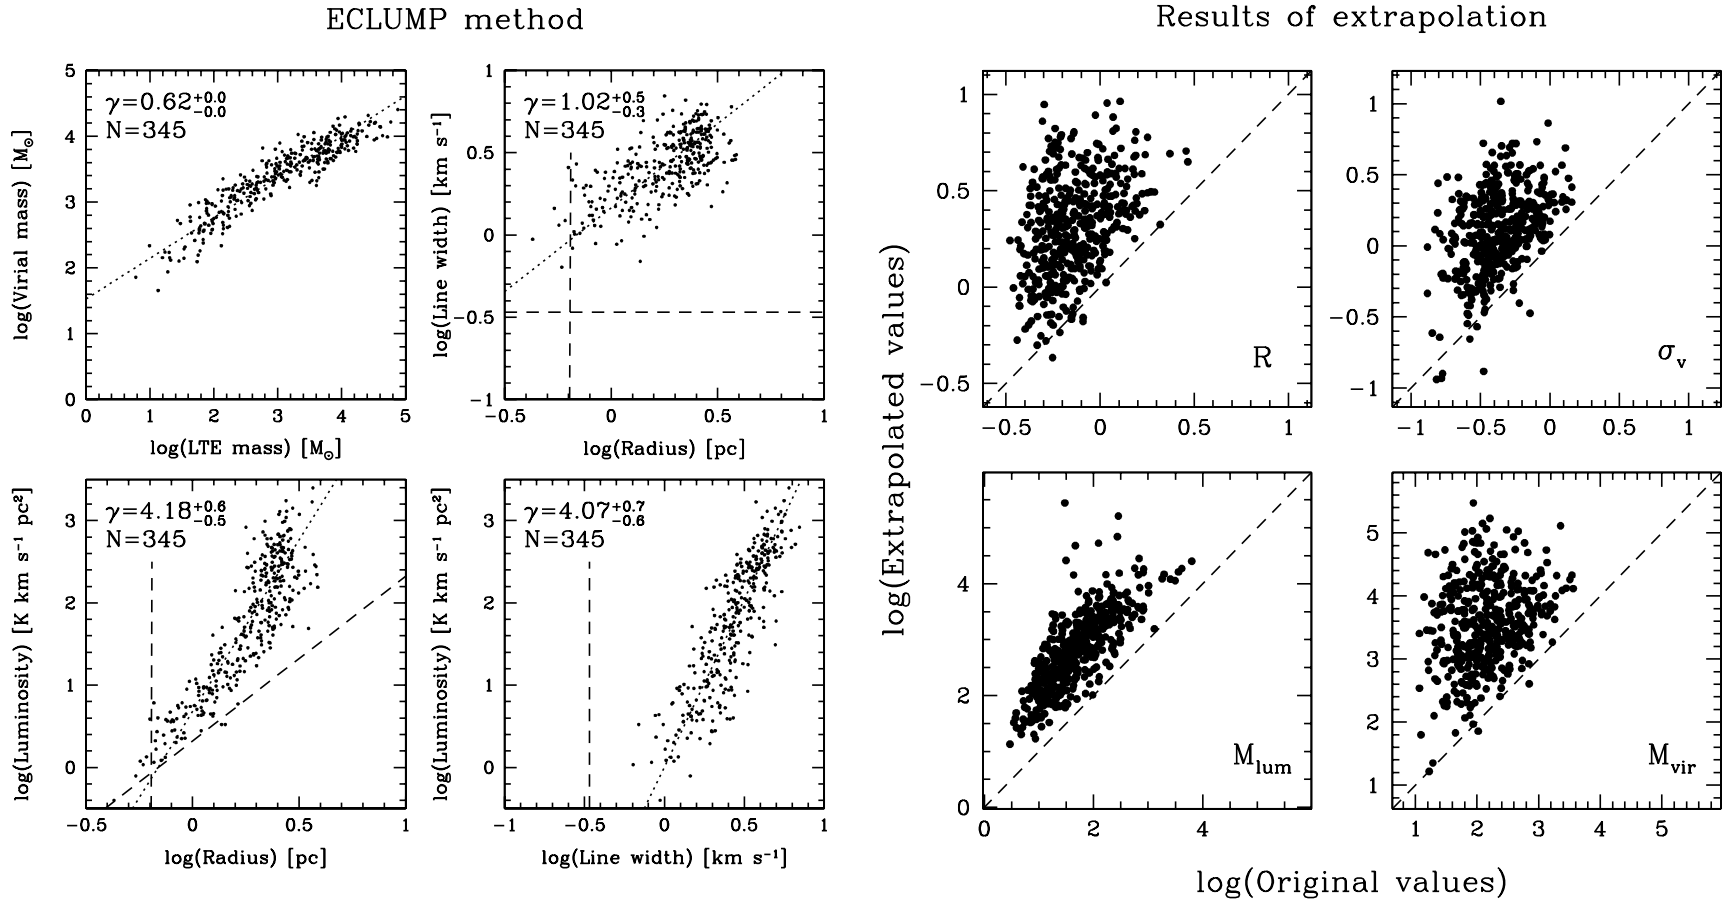 ECLUMP method
Results of extrapolation
γ=0.62+0.0−0.0
N=345
log(Virial mass) [M⊙]
5
4
3
2
1
0
0 1 2 3 4 5
log(LTE mass) [M⊙]
γ=1.02+0.5−0.3
N=345
log(Line width) [km s⁻¹]
1
0.5
0
−0.5
−1
−0.5 0 0.5 1
log(Radius) [pc]
γ=4.18+0.6−0.5
N=345
log(Luminosity) [K km s⁻¹ pc²]
3
2
1
0
−0.5 0 0.5 1
log(Radius) [pc]
γ=4.07+0.7−0.6
N=345
log(Luminosity) [K km s⁻¹ pc²]
3
2
1
0
−1 −0.5 0 0.5 1
log(Line width) [km s⁻¹]
log(Extrapolated values)
1
0.5
0
−0.5
R
−0.5 0 0.5 1
1
0.5
0
−0.5
−1
σv
−1 −0.5 0 0.5 1
4
2
0
Mlum
0 2 4
5
4
3
2
1
Mvir
1 2 3 4 5
log(Original values)